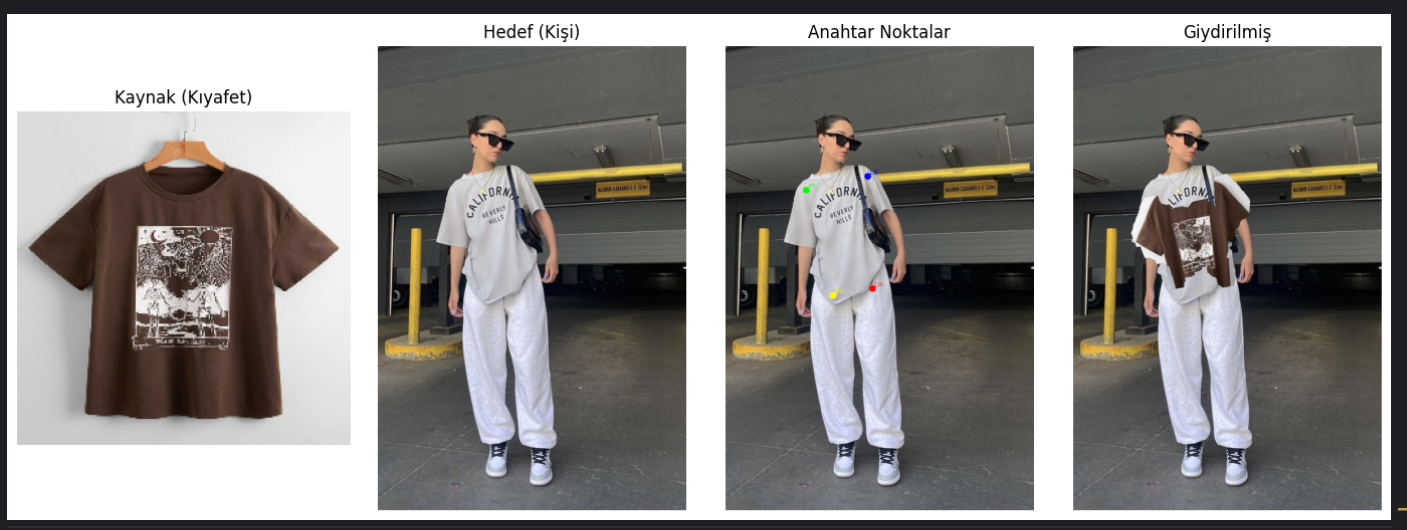 Kaynak (Kıyafet)
Hedef (Kişi)
CALIFORNIA
BEVERLY
HILLS
Anahtar Noktalar
CALIFORNIA
BEVERLY
HILLS
Giydirilmiş